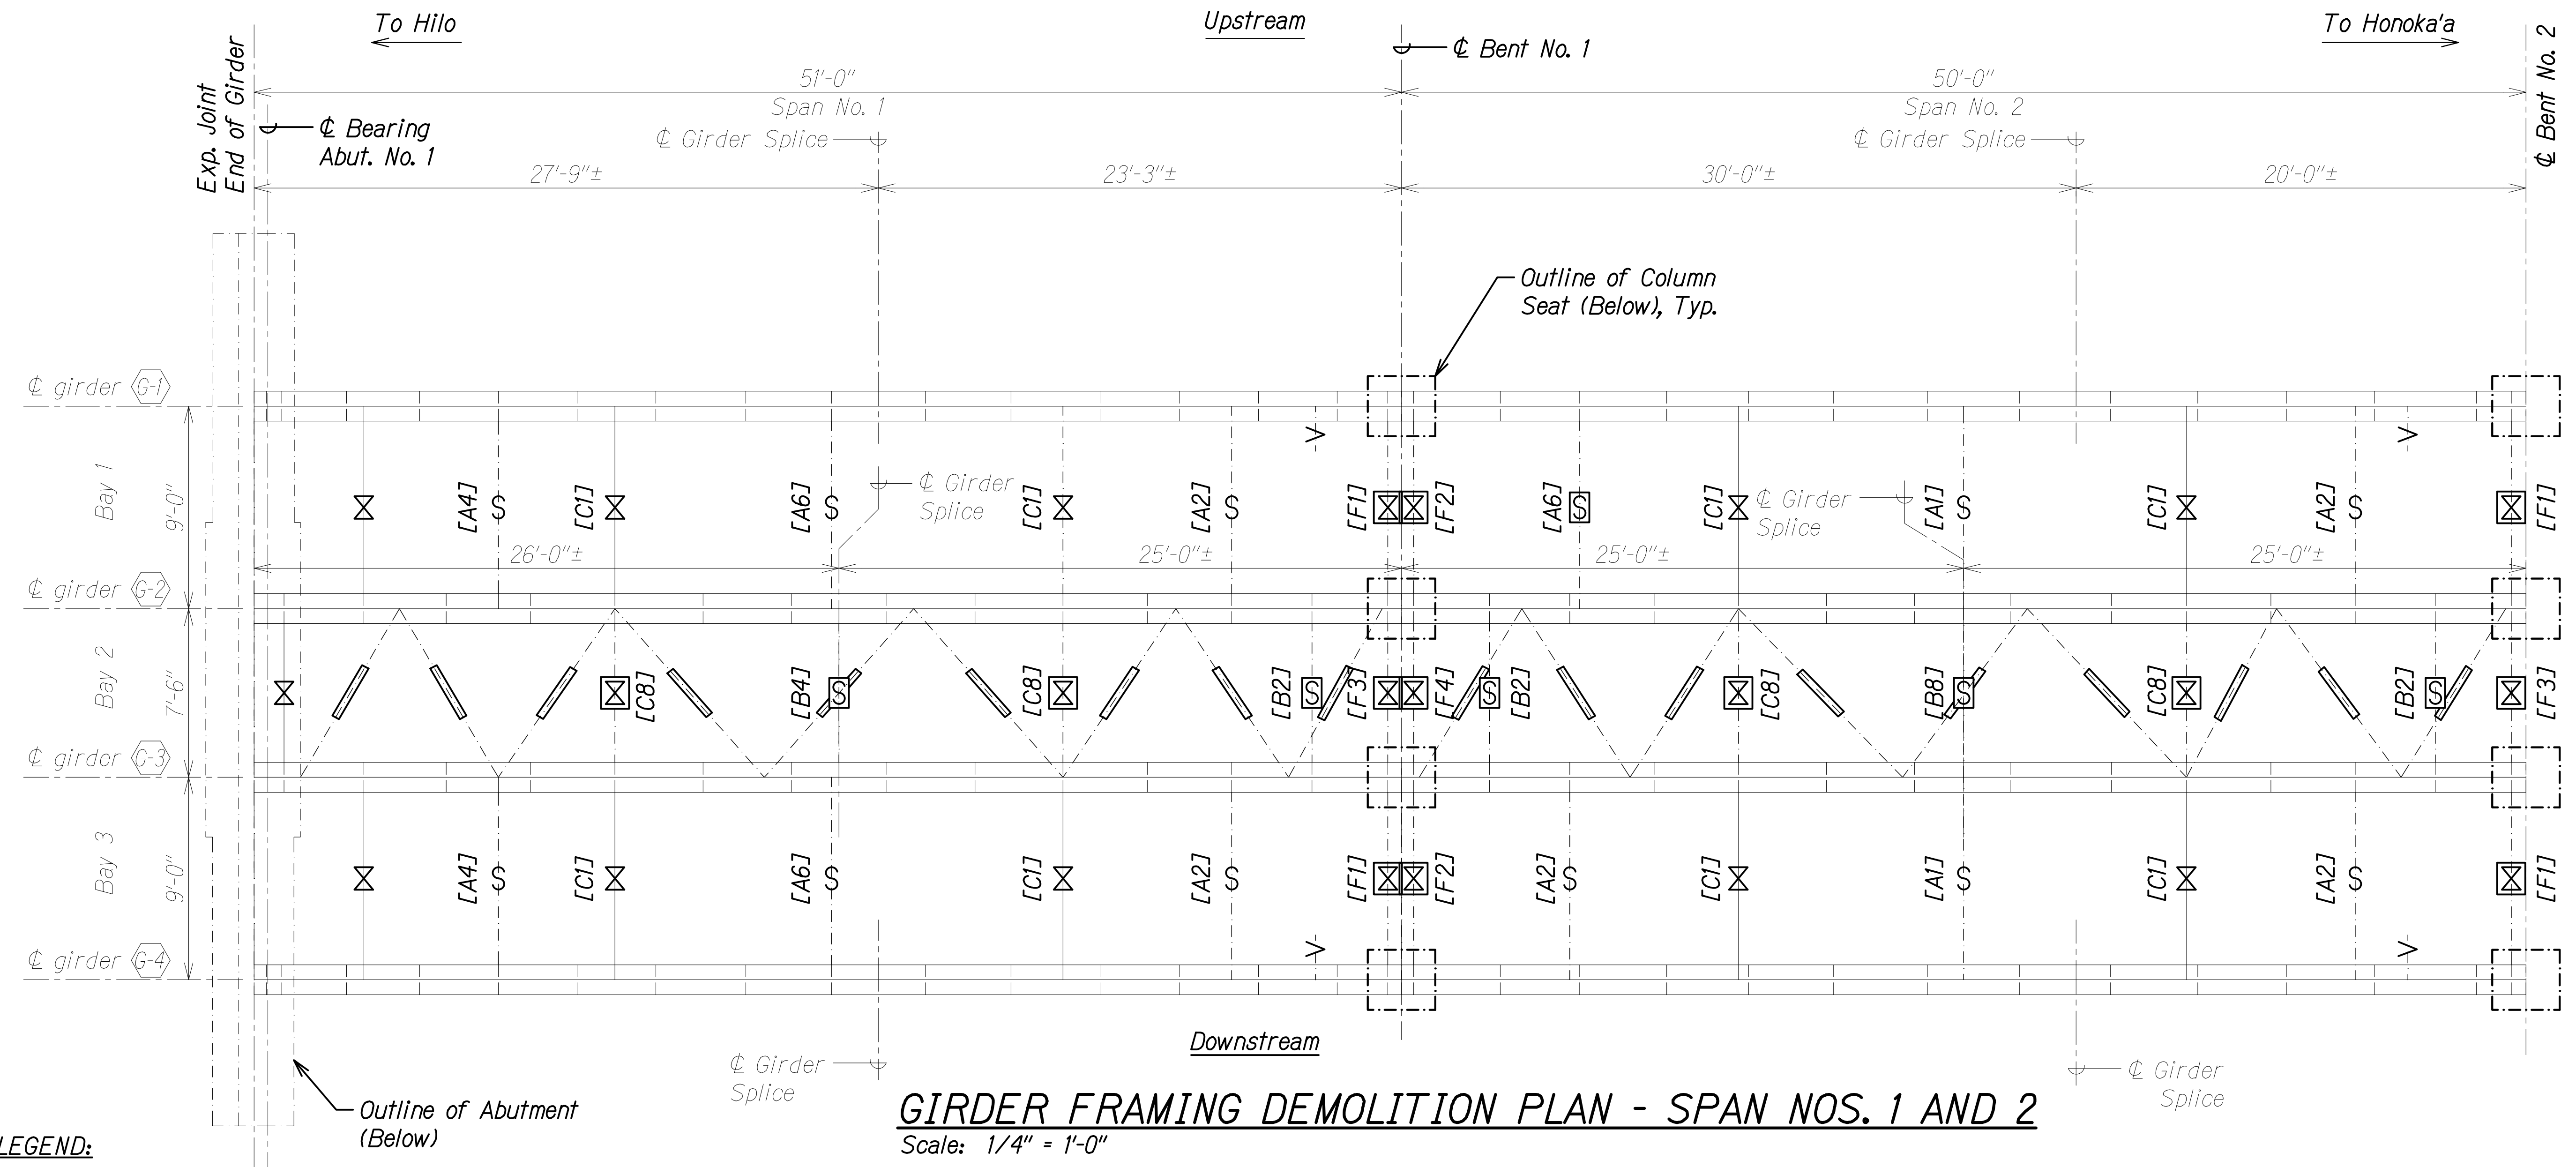 To Hilo
Upstream
To Honoka'a
℄ Bent No. 1
℄ Bent No. 2
Exp. Joint
End of Girder
51'-0"
Span No. 1
50'-0"
Span No. 2
℄ Bearing
Abut. No. 1
℄ Girder Splice
℄ Girder Splice
27'-9"±
23'-3"±
30'-0"±
20'-0"±
Outline of Column
Seat (Below), Typ.
℄ girder G-1
Bay 1
9'-0"
[A4] S
[C1]
[A6] S
℄ Girder
Splice
[C1]
[A2] S
V
[F1]
[F2]
[A6] S
[C1]
℄ Girder
Splice
[A1] S
[C1]
[A2] S
V
[F1]
26'-0"±
25'-0"±
25'-0"±
25'-0"±
℄ girder G-2
Bay 2
7'-6"
[C8]
[B4] S
[C8]
[B2] S
[F3]
[F4]
S [B2]
[C8]
[B8] S
[C8]
[B2] S
[F3]
℄ girder G-3
Bay 3
9'-0"
[A4] S
[C1]
[A6] S
[C1]
[A2] S
[F1]
[F2]
[A2] S
[C1]
[A1] S
[C1]
[A2] S
[F1]
V
V
℄ girder G-4
Downstream
℄ Girder
Splice
℄ Girder
Splice
Outline of Abutment
(Below)
GIRDER FRAMING DEMOLITION PLAN - SPAN NOS. 1 AND 2
Scale: 1/4" = 1'-0"
LEGEND: